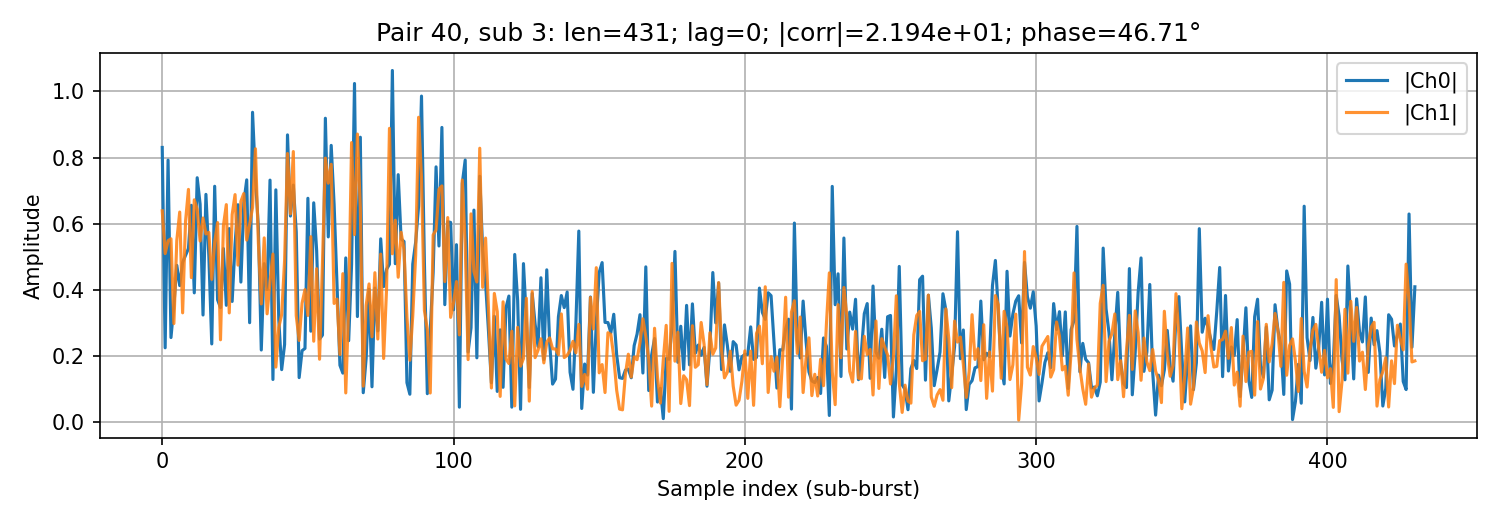 Pair 40, sub 3: len=431; lag=0; |corr|=2.194e+01; phase=46.71°
|Ch0|
|Ch1|
Amplitude
1.0
0.8
0.6
0.4
0.2
0.0
0 100 200 300 400
Sample index (sub-burst)